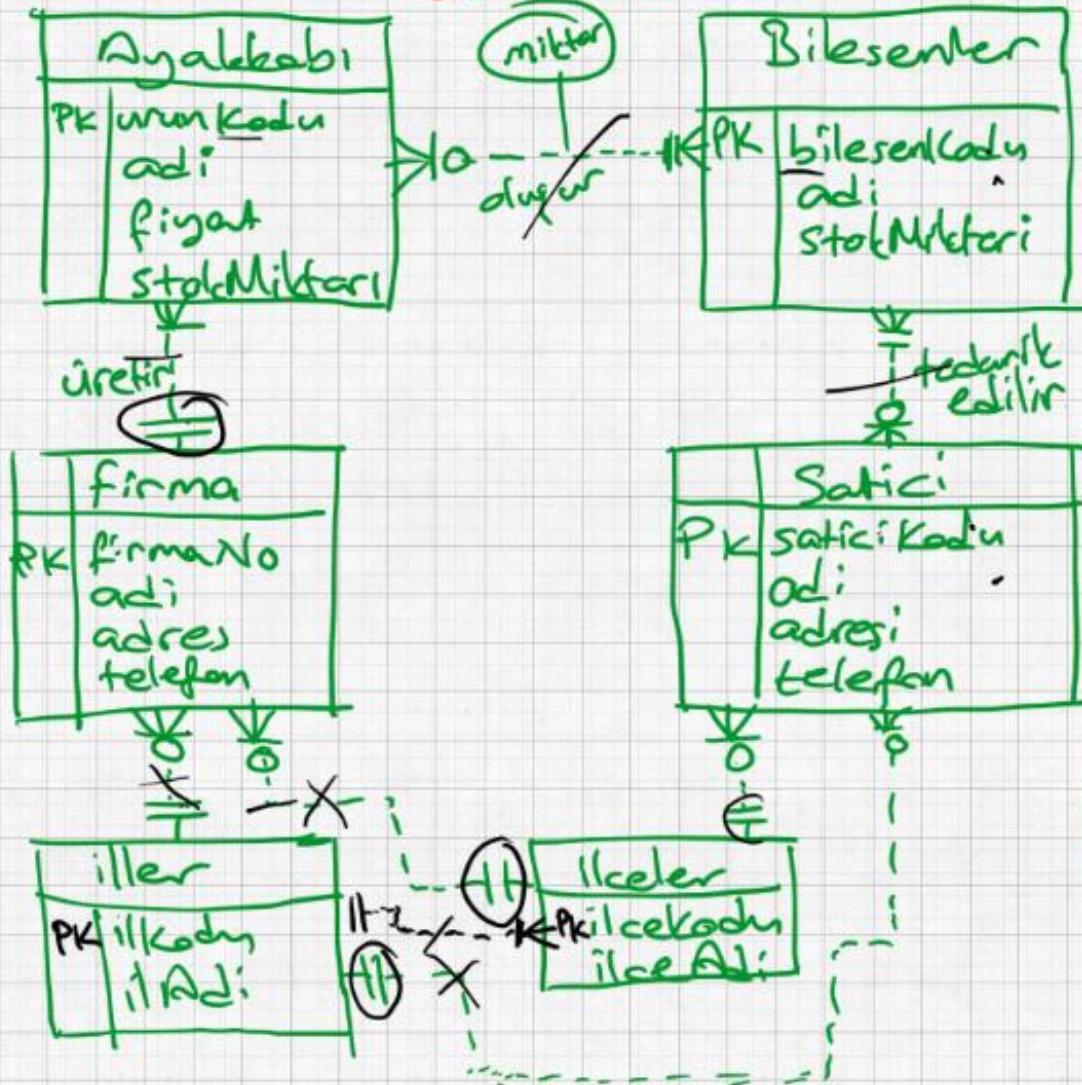 Ayakkabı
PK urunKodu
adi
fiyat
stokMiktarı
miktar
oluşur
Bilesenler
PK bilesenKodu
adi
stokMiktari
üretir
tedarik
edilir
firma
PK firmaNo
adi
adres
telefon
Satici
PK saticiKodu
adi
adresi
telefon
iller
PK ilKodu
ilAdi
ilceler
PK ilceKodu
ilceAdi